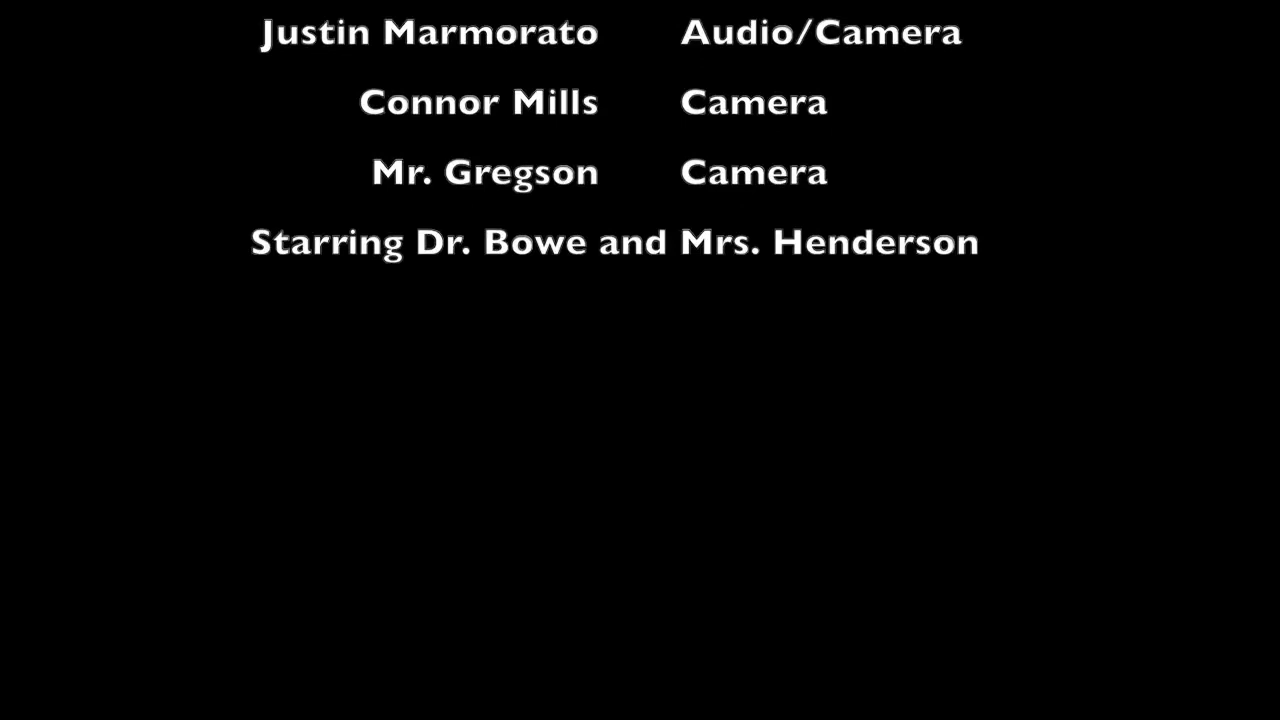 Justin Marmorato Audio/Camera
Connor Mills Camera
Mr. Gregson Camera
Starring Dr. Bowe and Mrs. Henderson